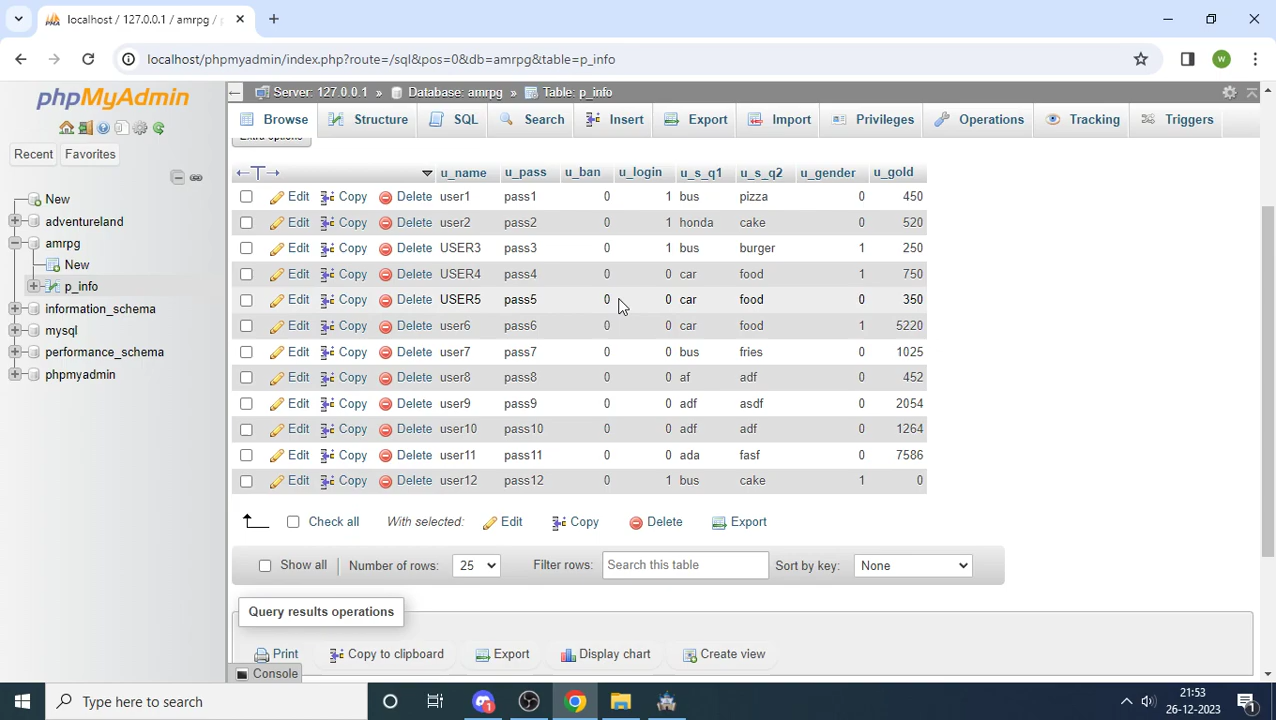 localhost / 127.0.0.1 / amrpg / p
localhost/phpmyadmin/index.php?route=/sql&pos=0&db=amrpg&table=p_info
W
phpMyAdmin
Recent Favorites
New
adventureland
amrpg
New
p_info
information_schema
mysql
performance_schema
phpmyadmin
Server: 127.0.0.1 » Database: amrpg » Table: p_info
Browse Structure SQL Search Insert Export Import Privileges Operations Tracking Triggers
Extra options
u_name u_pass u_ban u_login u_s_q1 u_s_q2 u_gender u_gold
Edit Copy Delete user1 pass1 0 1 bus pizza 0 450
Edit Copy Delete user2 pass2 0 1 honda cake 0 520
Edit Copy Delete USER3 pass3 0 1 bus burger 1 250
Edit Copy Delete USER4 pass4 0 0 car food 1 750
Edit Copy Delete USER5 pass5 0 0 car food 0 350
Edit Copy Delete user6 pass6 0 0 car food 1 5220
Edit Copy Delete user7 pass7 0 0 bus fries 0 1025
Edit Copy Delete user8 pass8 0 0 af adf 0 452
Edit Copy Delete user9 pass9 0 0 adf asdf 0 2054
Edit Copy Delete user10 pass10 0 0 adf adf 0 1264
Edit Copy Delete user11 pass11 0 0 ada fasf 0 7586
Edit Copy Delete user12 pass12 0 1 bus cake 1 0
Check all With selected: Edit Copy Delete Export
Show all Number of rows: 25 Filter rows: Search this table Sort by key: None
Query results operations
Print Copy to clipboard Export Display chart Create view
Console
Type here to search
21:53
26-12-2023
1